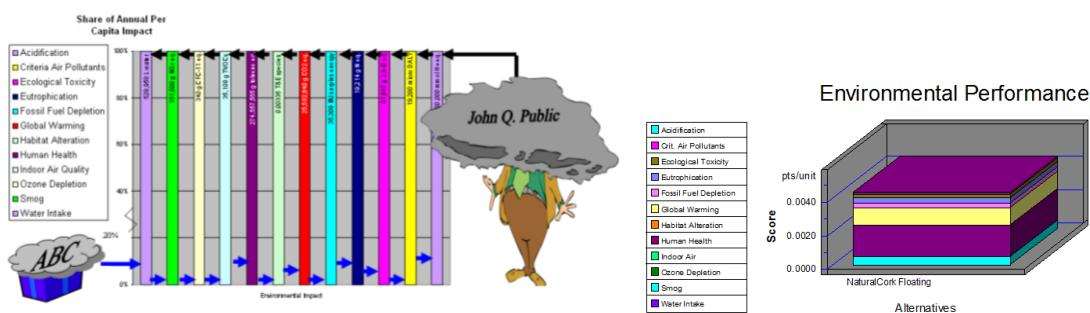 Share of Annual Per
Capita Impact
Acidification
Criteria Air Pollutants
Ecological Toxicity
Eutrophication
Fossil Fuel Depletion
Global Warming
Habitat Alteration
Human Health
Indoor Air Quality
Ozone Depletion
Smog
Water Intake
100%
80%
60%
40%
20%
0%
Environmental Impact
ABC
John Q. Public
Environmental Performance
Acidification
Crit. Air Pollutants
Ecological Toxicity
Eutrophication
Fossil Fuel Depletion
Global Warming
Habitat Alteration
Human Health
Indoor Air
Ozone Depletion
Smog
Water Intake
pts/unit
0.0040
0.0020
0.0000
Score
NaturalCork Floating
Alternatives